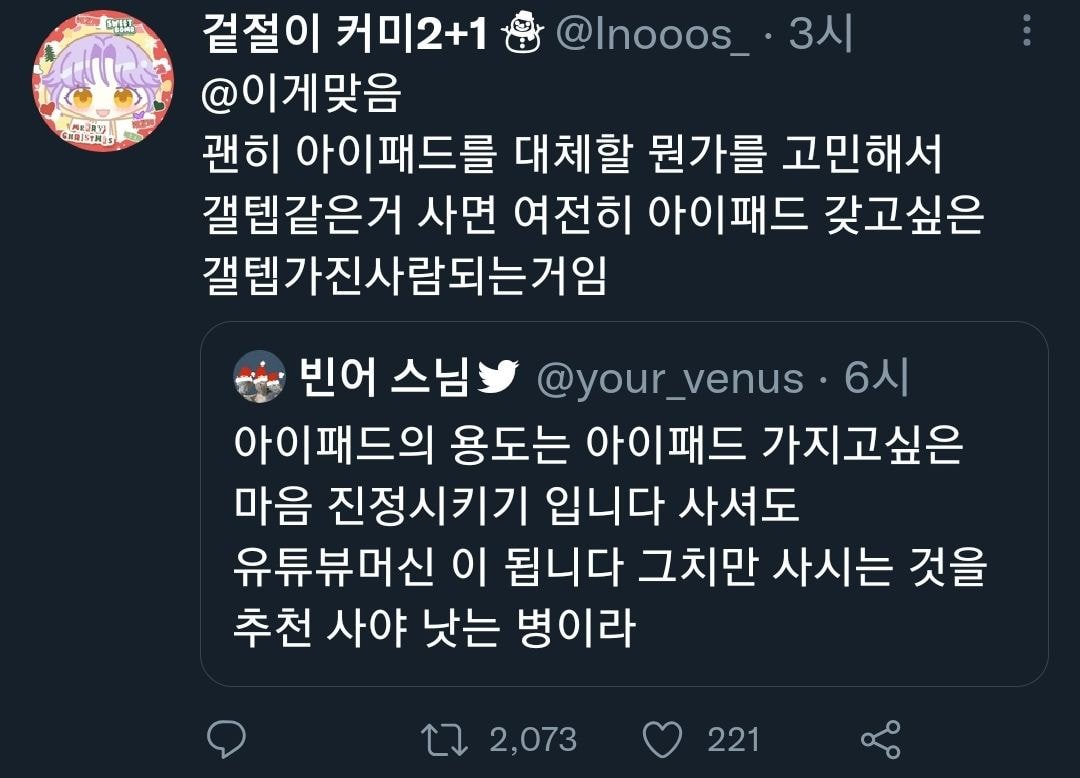 겉절이 커미2+1☃ @lnooos_ · 3시
@이게맞음
괜히 아이패드를 대체할 뭔가를 고민해서
갤텝같은거 사면 여전히 아이패드 갖고싶은
갤텝가진사람되는거임
빈어 스님 @your_venus · 6시
아이패드의 용도는 아이패드 가지고싶은
마음 진정시키기 입니다 사셔도
유튜뷰머신 이 됩니다 그치만 사시는 것을
추천 사야 낫는 병이라
2,073 221
SWEET
MERRY
CHRISTMAS